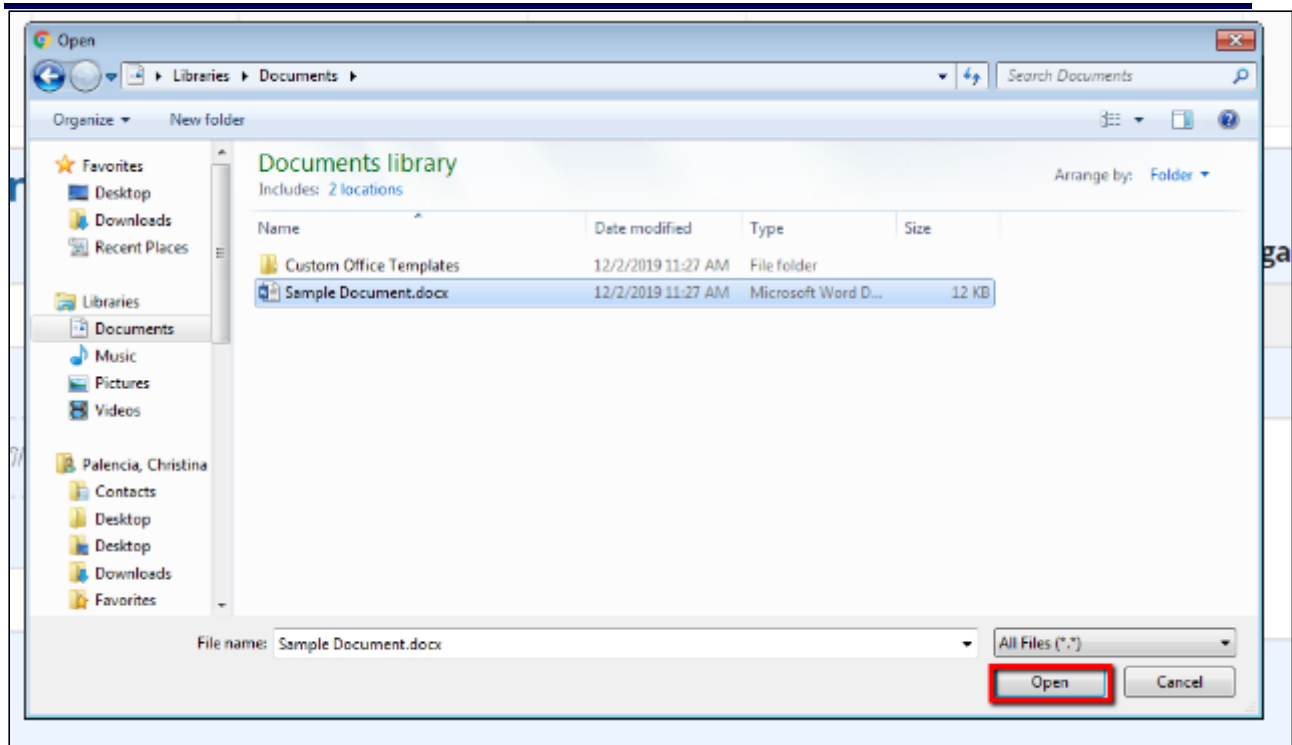 Open
Libraries Documents
Search Documents
Organize New folder
Favorites
Desktop
Downloads
Recent Places
Libraries
Documents
Music
Pictures
Videos
Palencia, Christina
Contacts
Desktop
Desktop
Downloads
Favorites
Documents library
Includes: 2 locations
Arrange by: Folder
Name Date modified Type Size
Custom Office Templates 12/2/2019 11:27 AM File folder
Sample Document.docx 12/2/2019 11:27 AM Microsoft Word D... 12 KB
ga
File name: Sample Document.docx All Files (*.*)
Open Cancel